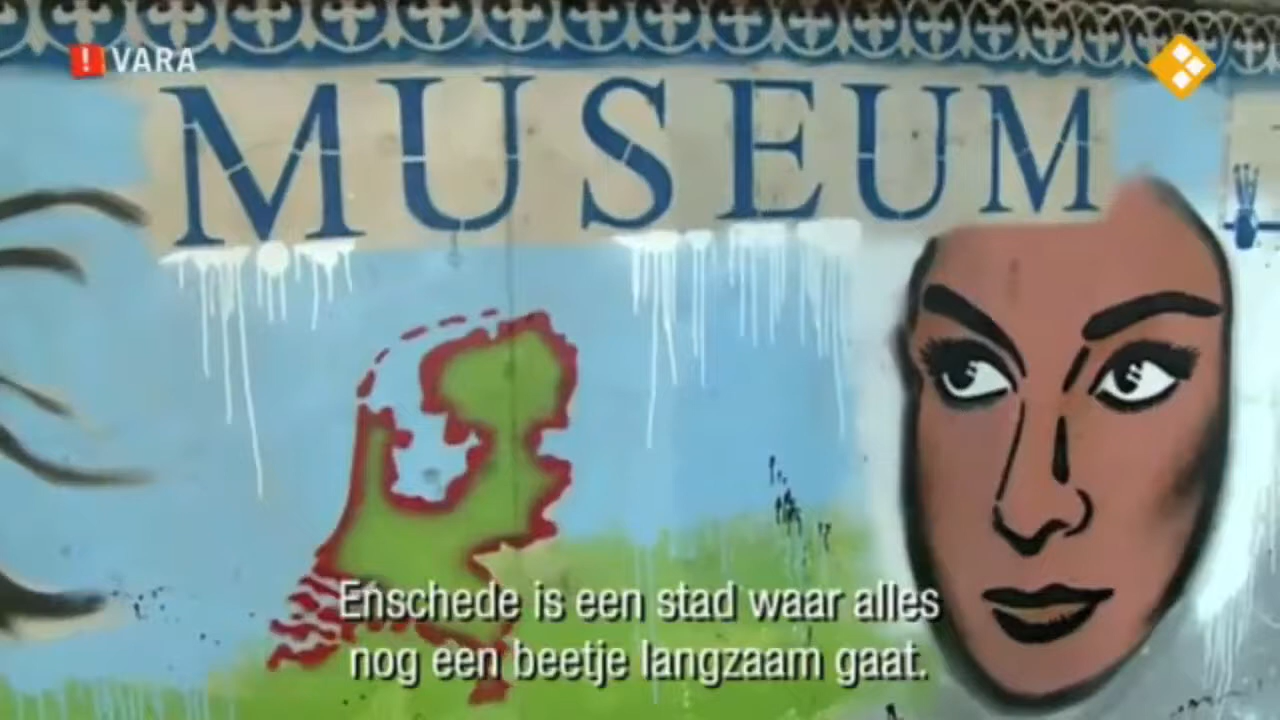 VARA
MUSEUM
Enschede is een stad waar alles
nog een beetje langzaam gaat.